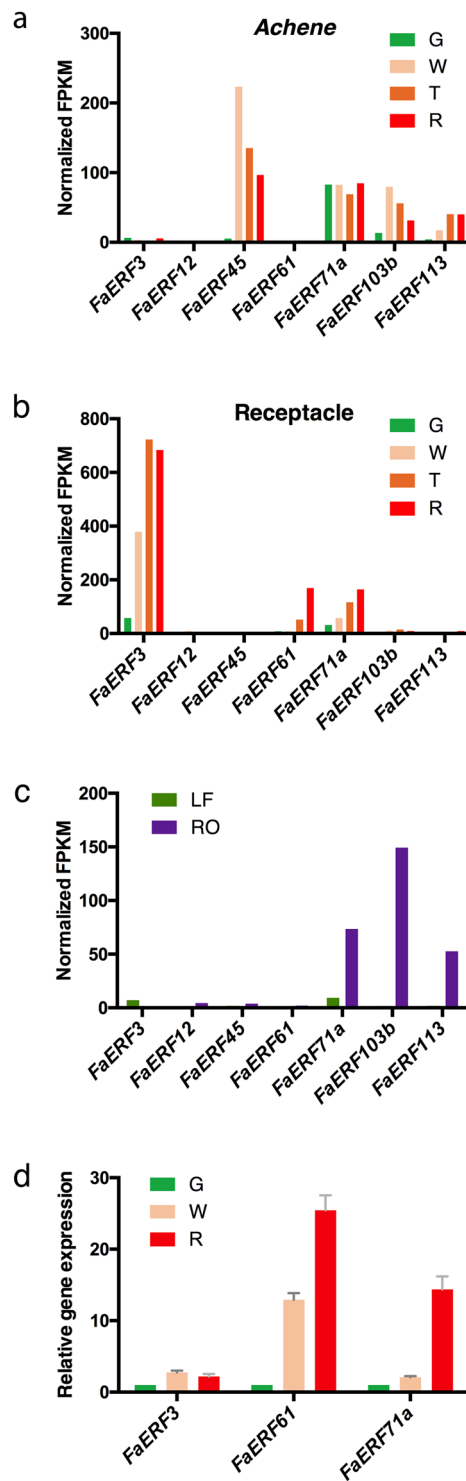 a
Achene
300
200
100
0
Normalized FPKM
G
W
T
R
FaERF3
FaERF12
FaERF45
FaERF61
FaERF71a
FaERF103b
FaERF113
b
Receptacle
800
600
400
200
0
Normalized FPKM
G
W
T
R
FaERF3
FaERF12
FaERF45
FaERF61
FaERF71a
FaERF103b
FaERF113
c
200
150
100
50
0
Normalized FPKM
LF
RO
FaERF3
FaERF12
FaERF45
FaERF61
FaERF71a
FaERF103b
FaERF113
d
30
20
10
0
Relative gene expression
G
W
R
FaERF3
FaERF61
FaERF71a